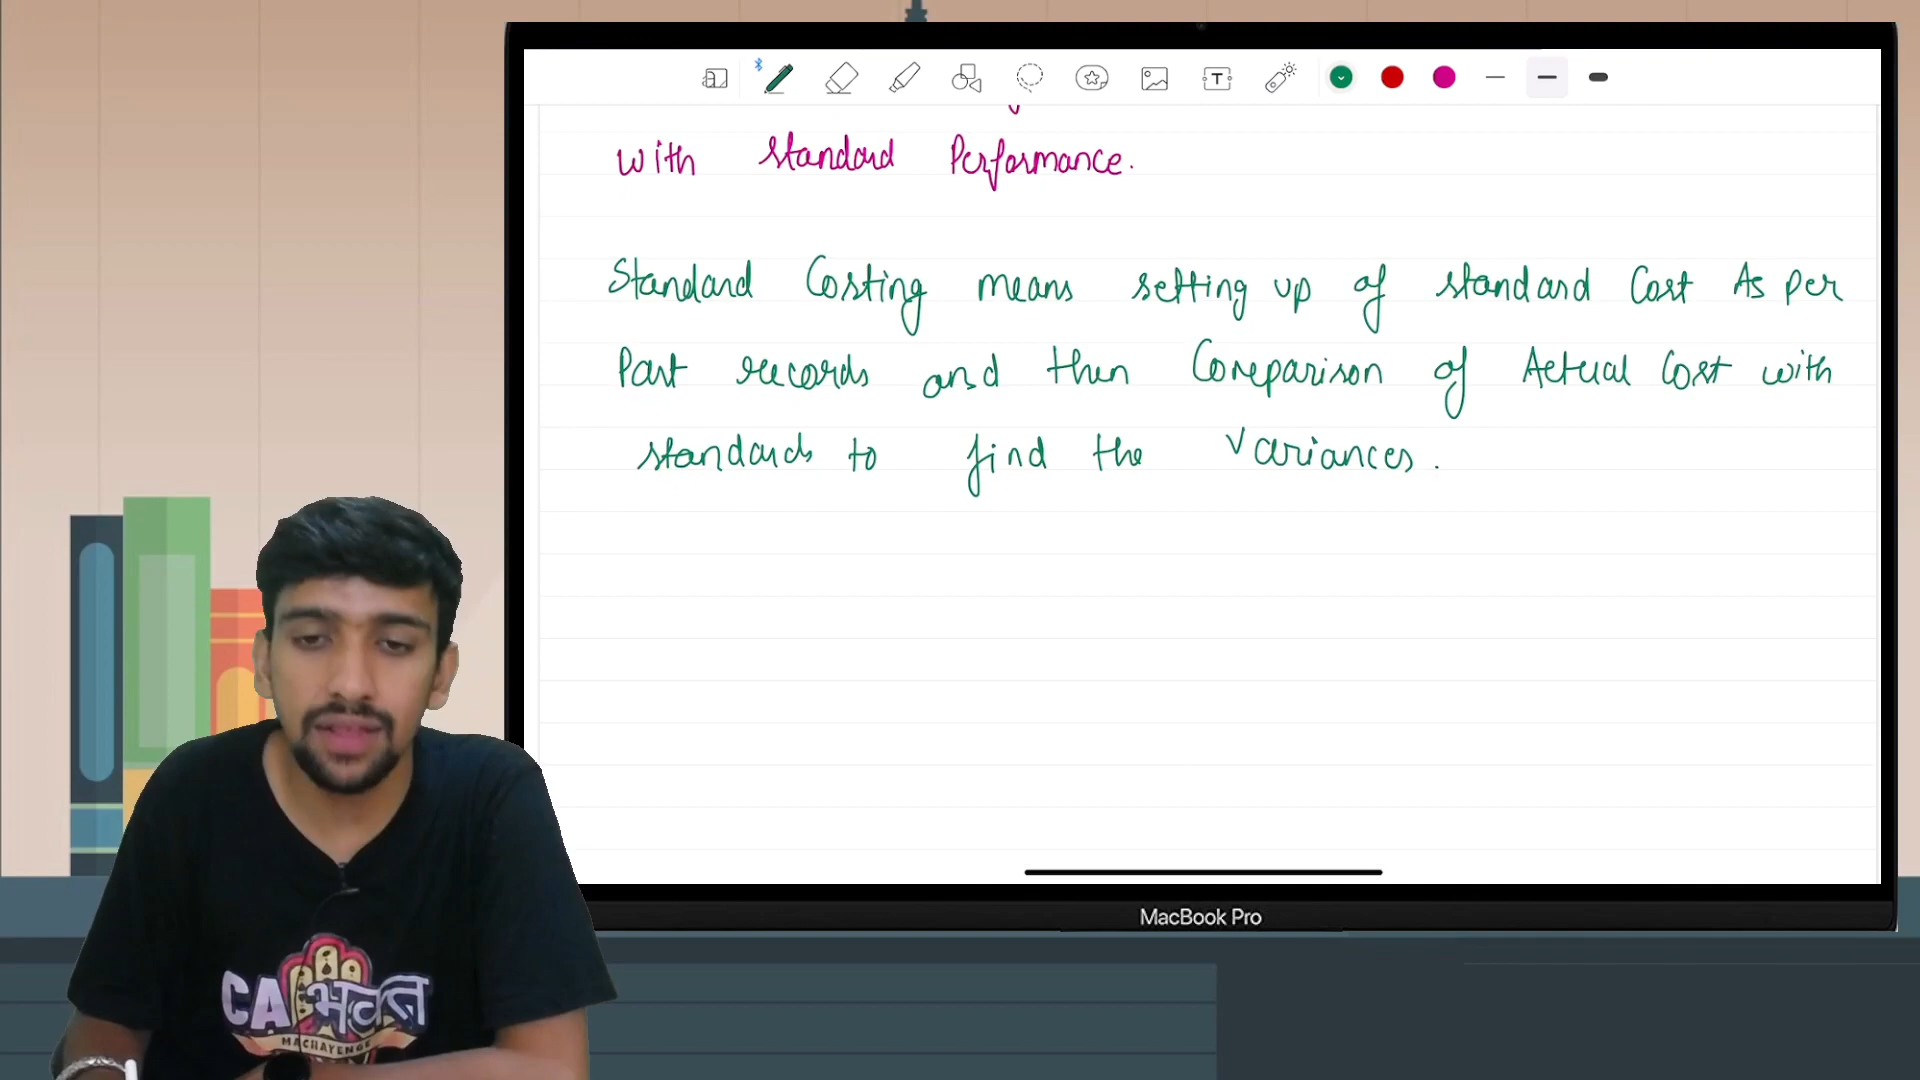 with standard Performance.
Standard Costing means setting up of standard Cost As per
Past records and then Comparison of Actual Cost with
standards to find the Variances.
MacBook Pro
CA भक्त
MACHAYENGE